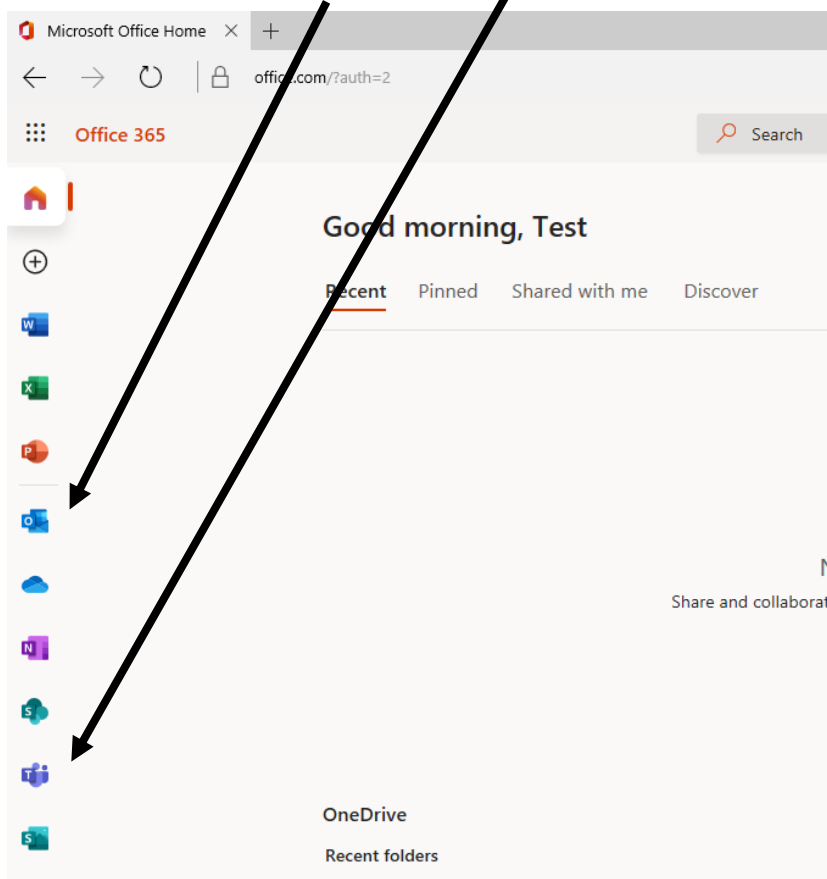 Microsoft Office Home
office.com/?auth=2
Office 365
Search
Good morning, Test
Recent Pinned Shared with me Discover
W
X
P
O
N
N
Share and collaborat
S
T
S
OneDrive
Recent folders